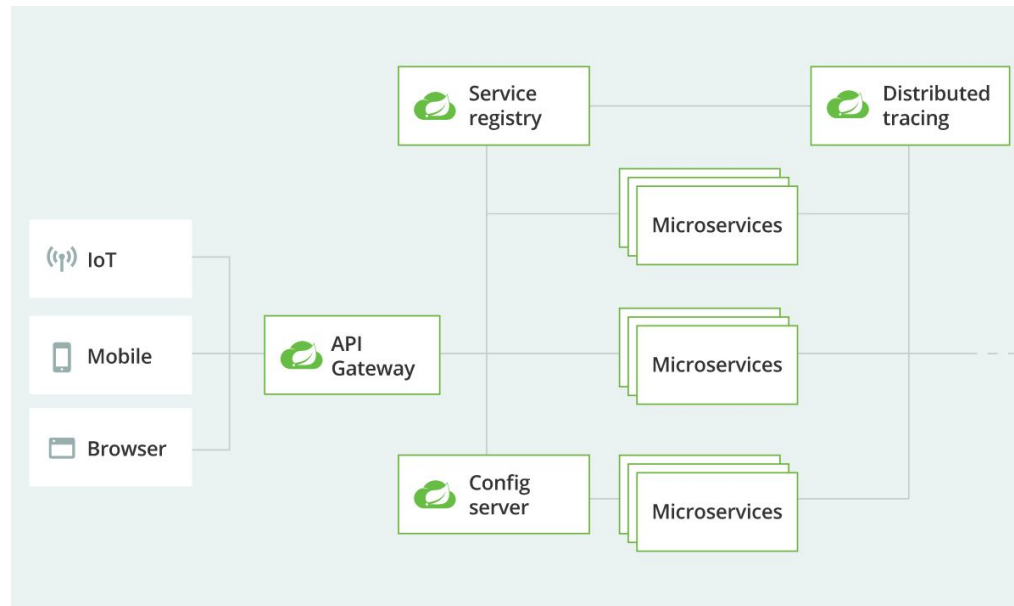 Service
registry
Distributed
tracing
Microservices
IoT
Mobile
Browser
API
Gateway
Microservices
Config
server
Microservices